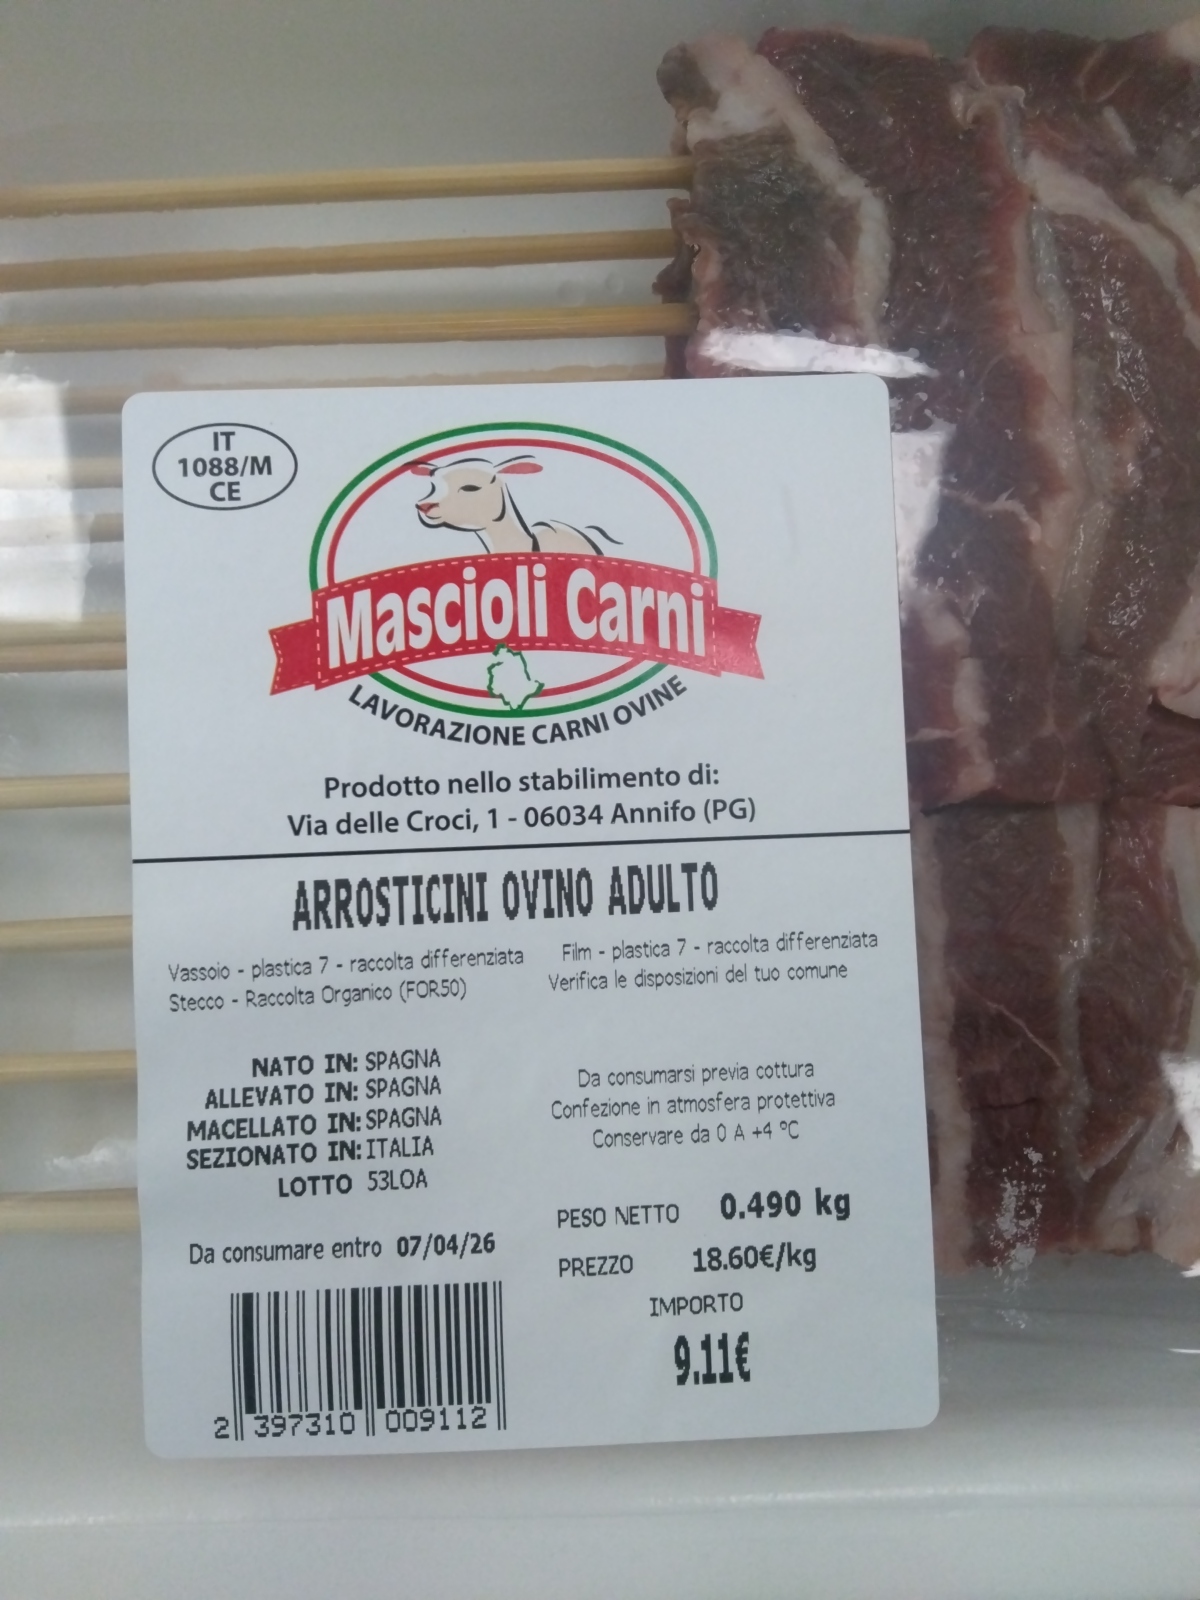 IT
1088/M
CE
Mascioli Carni
LAVORAZIONE CARNI OVINE
Prodotto nello stabilimento di:
Via delle Croci, 1 - 06034 Annifo (PG)
ARROSTICINI OVINO ADULTO
Vassoio - plastica 7 - raccolta differenziata
Stecco - Raccolta Organico (FOR50)
Film - plastica 7 - raccolta differenziata
Verifica le disposizioni del tuo comune
NATO IN: SPAGNA
ALLEVATO IN: SPAGNA
MACELLATO IN: SPAGNA
SEZIONATO IN: ITALIA
LOTTO 53LOA
Da consumarsi previa cottura
Confezione in atmosfera protettiva
Conservare da 0 A +4 °C
Da consumare entro 07/04/26
PESO NETTO 0.490 kg
PREZZO 18.60€/kg
IMPORTO
9.11€
2 397310 009112